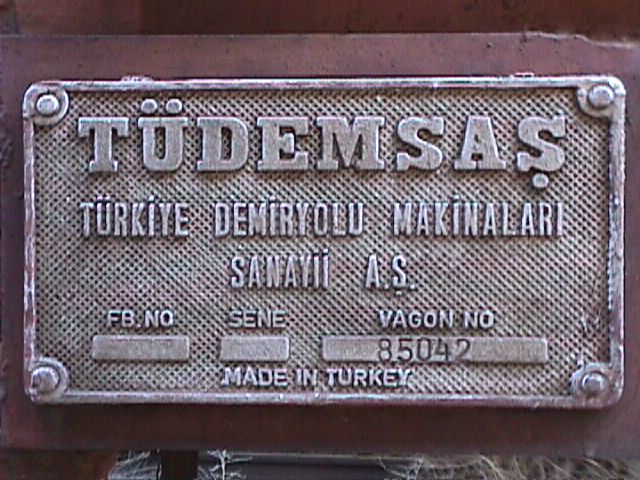 TÜDEMSAŞ
TÜRKİYE DEMİRYOLU MAKİNALARI
SANAYİİ A.Ş.
FB.NO SENE VAGON NO
85042
MADE IN TURKEY